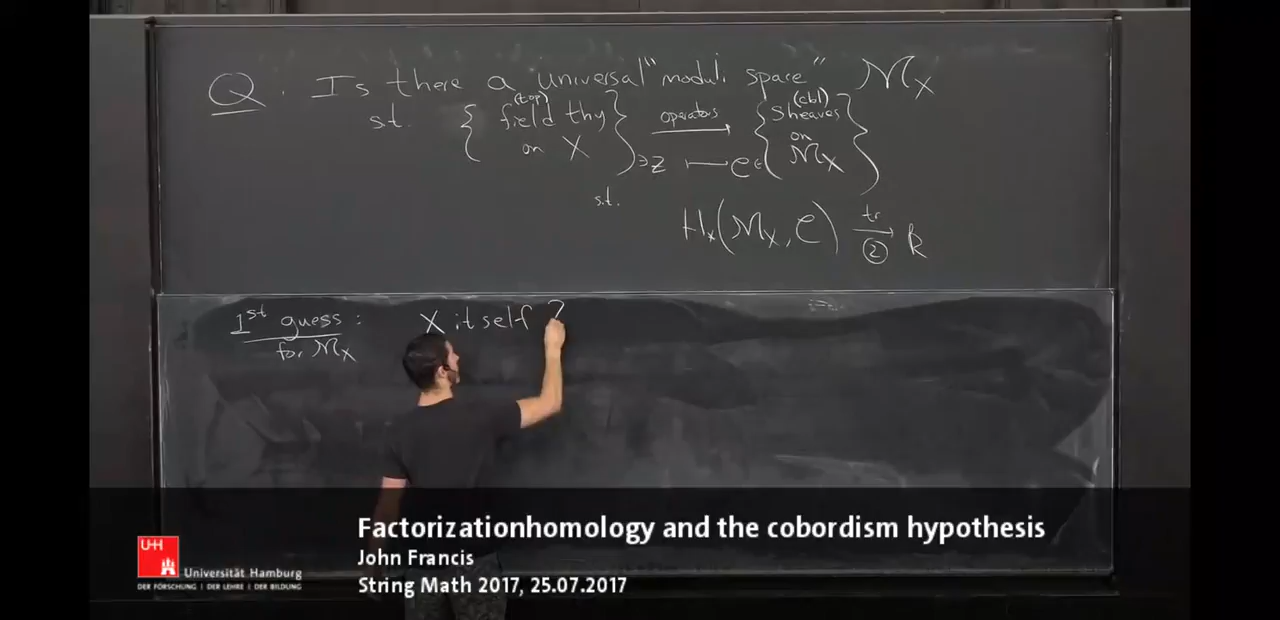 Q. Is there a "universal" moduli space" M_X
st. { (top) field thy on X } ∋ Z operators ⟼ { (cbl) sheaves on M_X } ∋ C
s.t.
H_*(M_X, C) tr → ② k
1st guess : X itself ?
for M_X
Factorizationhomology and the cobordism hypothesis
John Francis
String Math 2017, 25.07.2017
UH
Universität Hamburg
DER FORSCHUNG | DER LEHRE | DER BILDUNG